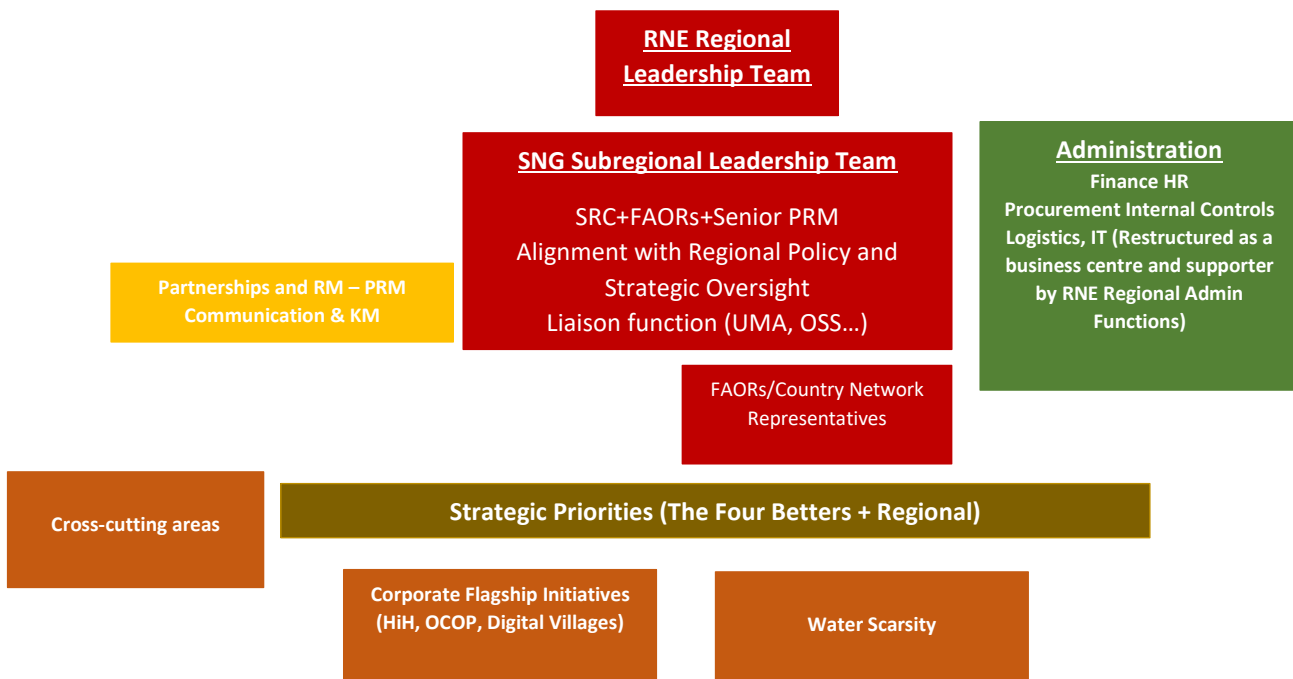 RNE Regional
Leadership Team
SNG Subregional Leadership Team
SRC+FAORs+Senior PRM
Alignment with Regional Policy and
Strategic Oversight
Liaison function (UMA, OSS…)
Administration
Finance HR
Procurement Internal Controls
Logistics, IT (Restructured as a
business centre and supporter
by RNE Regional Admin
Functions)
Partnerships and RM – PRM
Communication & KM
FAORs/Country Network
Representatives
Cross-cutting areas
Strategic Priorities (The Four Betters + Regional)
Corporate Flagship Initiatives
(HiH, OCOP, Digital Villages)
Water Scarsity